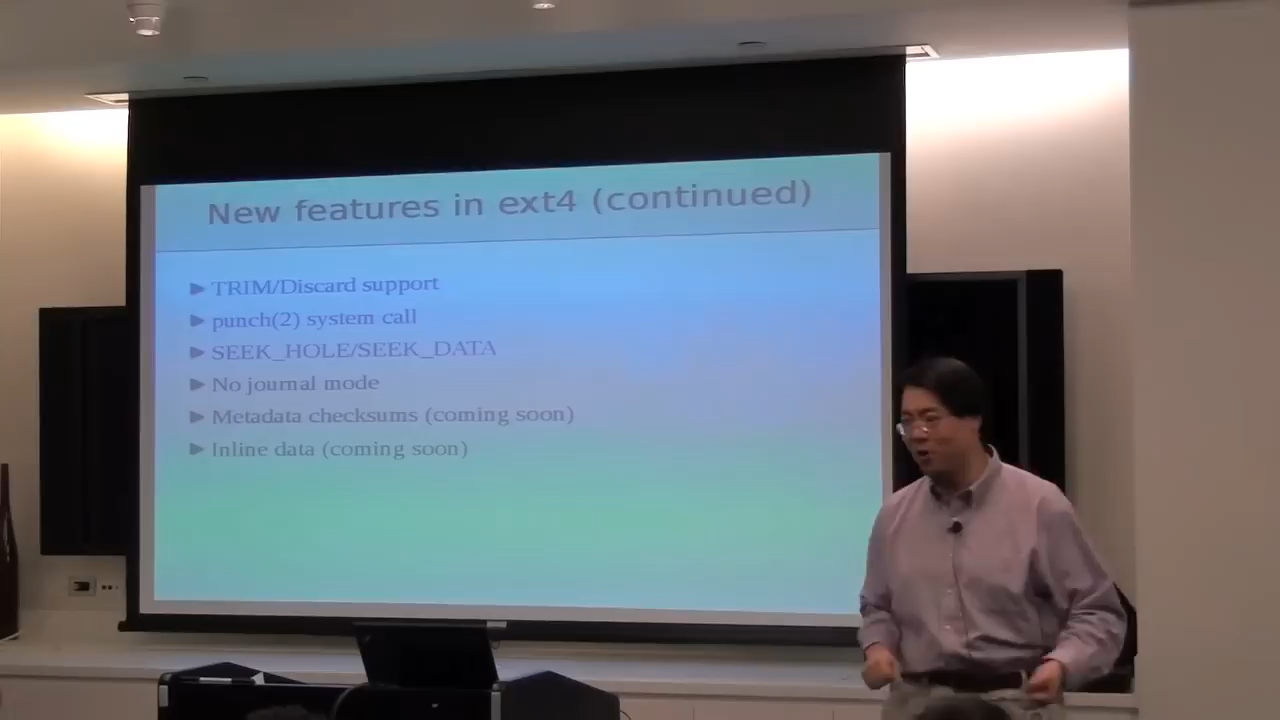 New features in ext4 (continued)
TRIM/Discard support
punch(2) system call
SEEK_HOLE/SEEK_DATA
No journal mode
Metadata checksums (coming soon)
Inline data (coming soon)